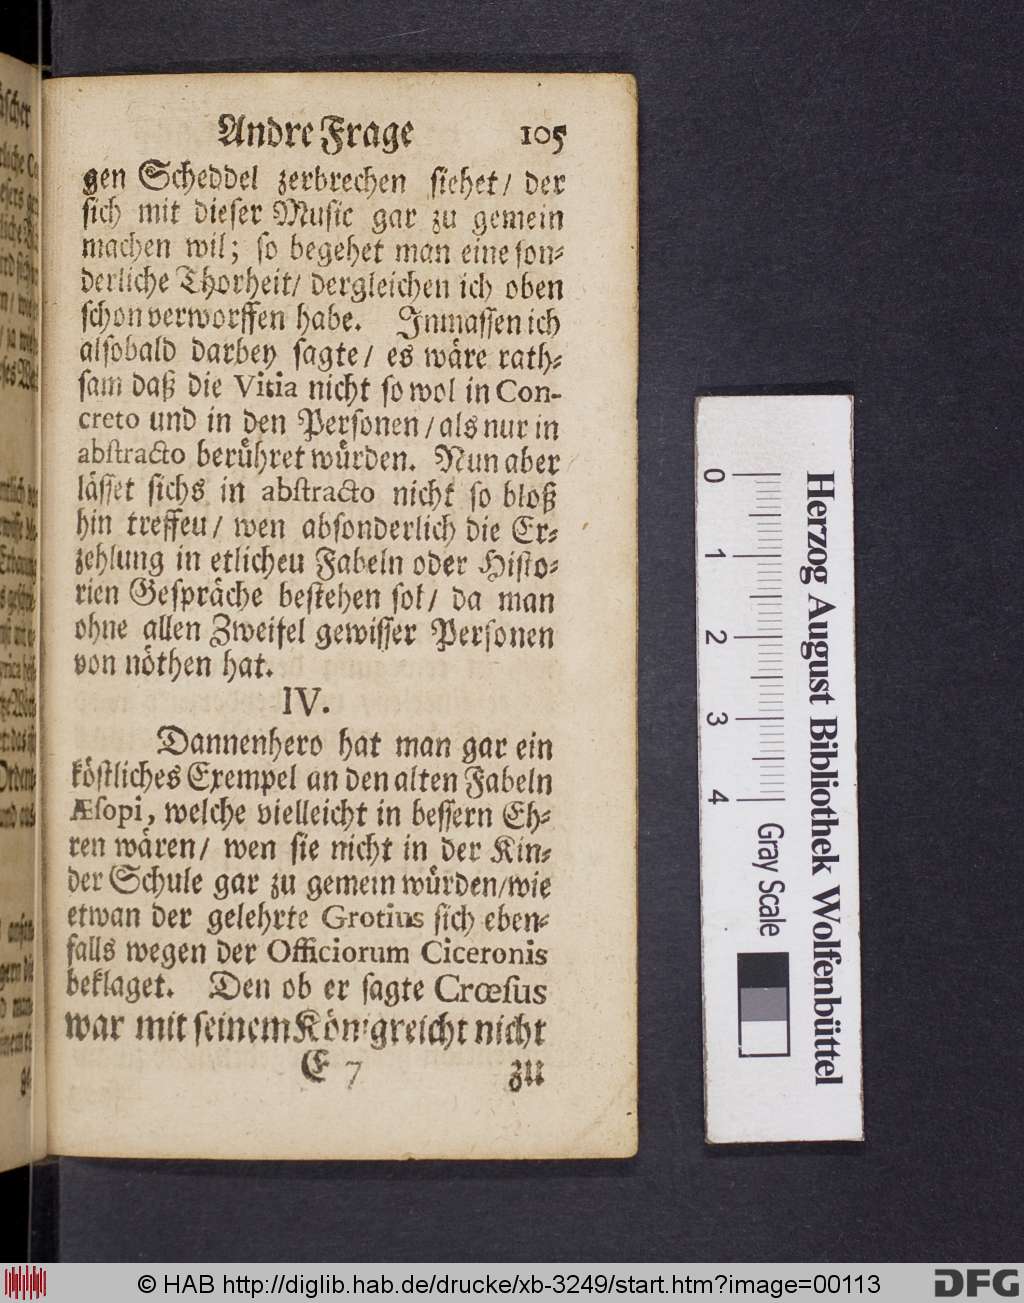 Andre Frage 105
gen Scheddel zerbrechen siehet/ der
sich mit dieser Music gar zu gemein
machen wil; so begehet man eine son⸗
derliche Thorheit/ dergleichen ich oben
schon verworffen habe. Inmassen ich
alsobald darbey sagte/ es wäre rath⸗
sam daß die Vitia nicht so wol in Con-
creto und in den Personen/ als nur in
abstracto berühret würden. Nun aber
lässet sichs in abstracto nicht so bloß
hin treffeu/ wen absonderlich die Er⸗
zehlung in etlicheu Fabeln oder Histo⸗
rien Gespräche bestehen sol/ da man
ohne allen Zweifel gewisser Personen
von nöthen hat.
IV.
Dannenhero hat man gar ein
köstliches Exempel an den alten Fabeln
Æsopi, welche vielleicht in bessern Eh⸗
ren wären/ wen sie nicht in der Kin⸗
der Schule gar zu gemein würden/ wie
etwan der gelehrte Grotius sich eben⸗
falls wegen der Officiorum Ciceronis
beklaget. Den ob er sagte Crœsus
war mit seinem Königreicht nicht
E 7 zu
Herzog August Bibliothek Wolfenbüttel
0 1 2 3 4 Gray Scale
© HAB http://diglib.hab.de/drucke/xb-3249/start.htm?image=00113
DFG